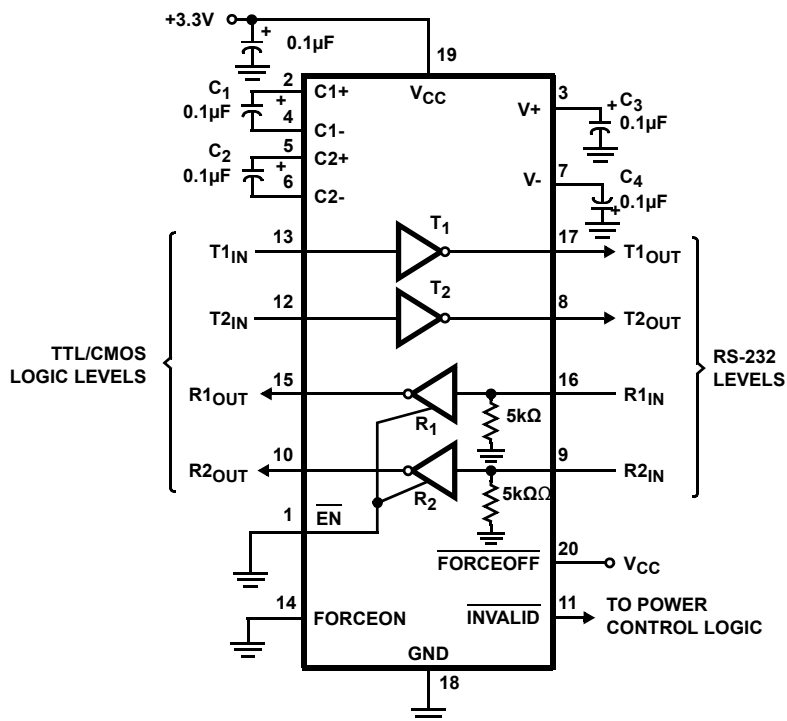 +3.3V
+
0.1µF
19
2
C1+
VCC
3
C1
0.1µF
+
4
C1-
V+
+
C3
0.1µF
5
C2+
C2
0.1µF
+
6
C2-
7
V-
C4
0.1µF
+
T1
13
17
T1IN
T1OUT
T2
12
8
T2IN
T2OUT
TTL/CMOS
LOGIC LEVELS
RS-232
LEVELS
15
16
R1OUT
R1IN
R1
5kΩ
10
9
R2OUT
R2IN
R2
5kΩΩ
1
EN
20
FORCEOFF
VCC
14
FORCEON
11
INVALID
TO POWER
CONTROL LOGIC
GND
18